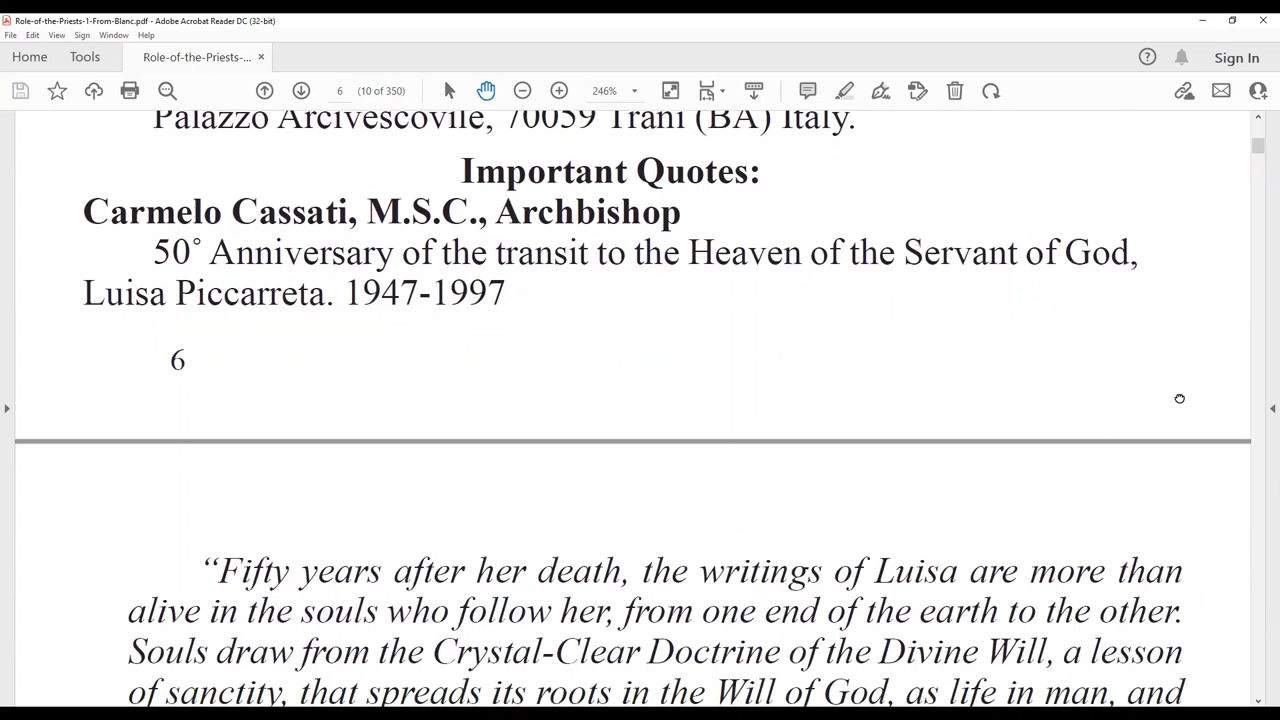 Role-of-the-Priests-1-From-Blanc.pdf - Adobe Acrobat Reader DC (32-bit)
File Edit View Sign Window Help
Home Tools Role-of-the-Priests-... × Sign In
6 (10 of 350) 246%
Palazzo Arcivescovile, 70059 Trani (BA) Italy.
Important Quotes:
Carmelo Cassati, M.S.C., Archbishop
50° Anniversary of the transit to the Heaven of the Servant of God,
Luisa Piccarreta. 1947-1997
6
“Fifty years after her death, the writings of Luisa are more than
alive in the souls who follow her, from one end of the earth to the other.
Souls draw from the Crystal-Clear Doctrine of the Divine Will, a lesson
of sanctity, that spreads its roots in the Will of God, as life in man, and